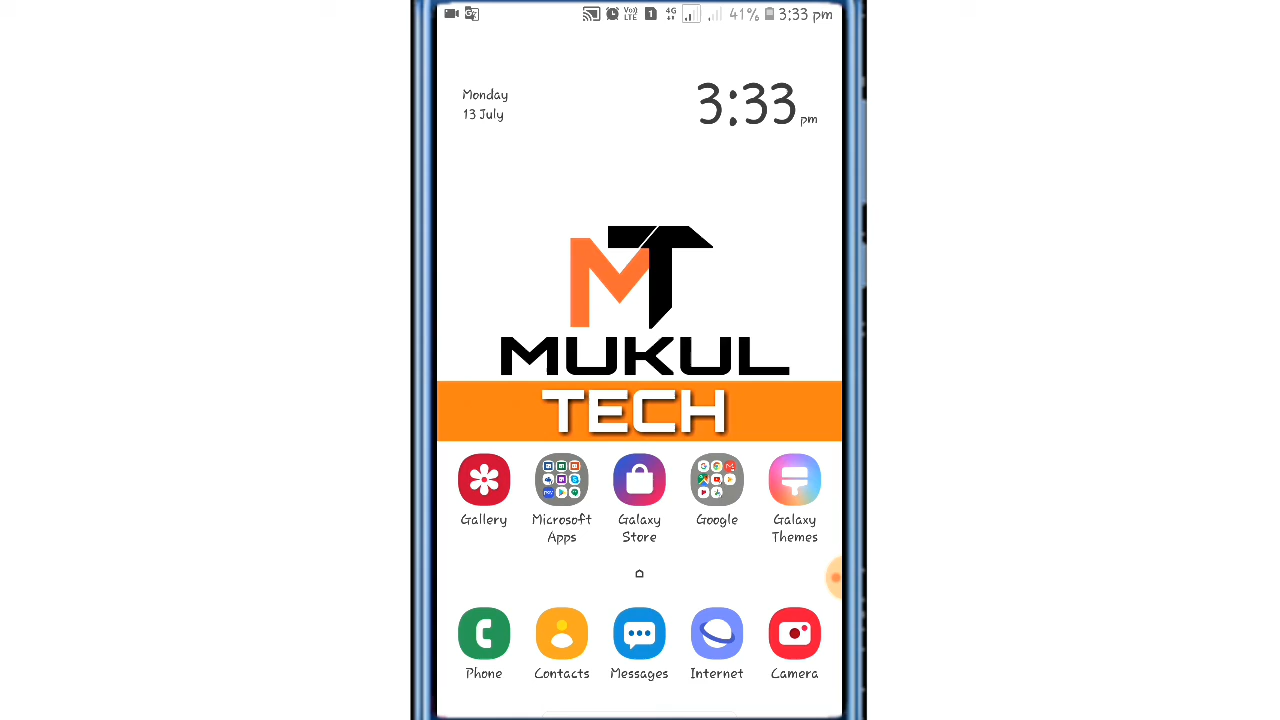 41% 3:33 pm
Monday
13 July
3:33 pm
MT
MUKUL
TECH
Gallery
Microsoft Apps
Galaxy Store
Google
Galaxy Themes
Phone
Contacts
Messages
Internet
Camera